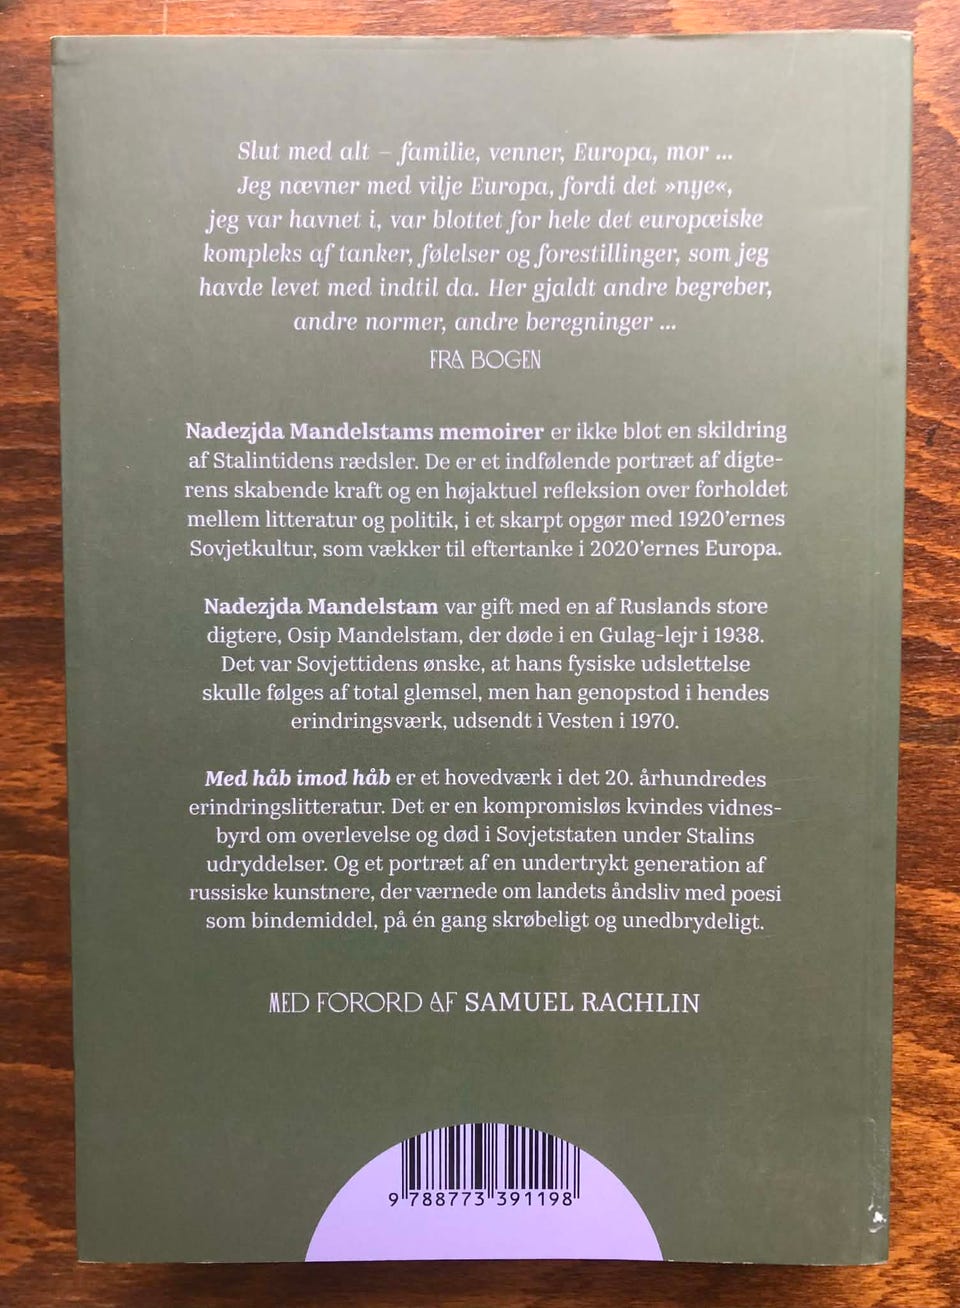 Slut med alt – familie, venner, Europa, mor ...
Jeg nævner med vilje Europa, fordi det »nye«,
jeg var havnet i, var blottet for hele det europæiske
kompleks af tanker, følelser og forestillinger, som jeg
havde levet med indtil da. Her gjaldt andre begreber,
andre normer, andre beregninger ...
FRA BOGEN
Nadezjda Mandelstams memoirer er ikke blot en skildring
af Stalintidens rædsler. De er et indfølende portræt af digte-
rens skabende kraft og en højaktuel refleksion over forholdet
mellem litteratur og politik, i et skarpt opgør med 1920'ernes
Sovjetkultur, som vækker til eftertanke i 2020'ernes Europa.
Nadezjda Mandelstam var gift med en af Ruslands store
digtere, Osip Mandelstam, der døde i en Gulag-lejr i 1938.
Det var Sovjettidens ønske, at hans fysiske udslettelse
skulle følges af total glemsel, men han genopstod i hendes
erindringsværk, udsendt i Vesten i 1970.
Med håb imod håb er et hovedværk i det 20. århundredes
erindringslitteratur. Det er en kompromisløs kvindes vidnes-
byrd om overlevelse og død i Sovjetstaten under Stalins
udryddelser. Og et portræt af en undertrykt generation af
russiske kunstnere, der værnede om landets åndsliv med poesi
som bindemiddel, på én gang skrøbeligt og unedbrydeligt.
MED FORORD AF SAMUEL RACHLIN
9 788773 391198